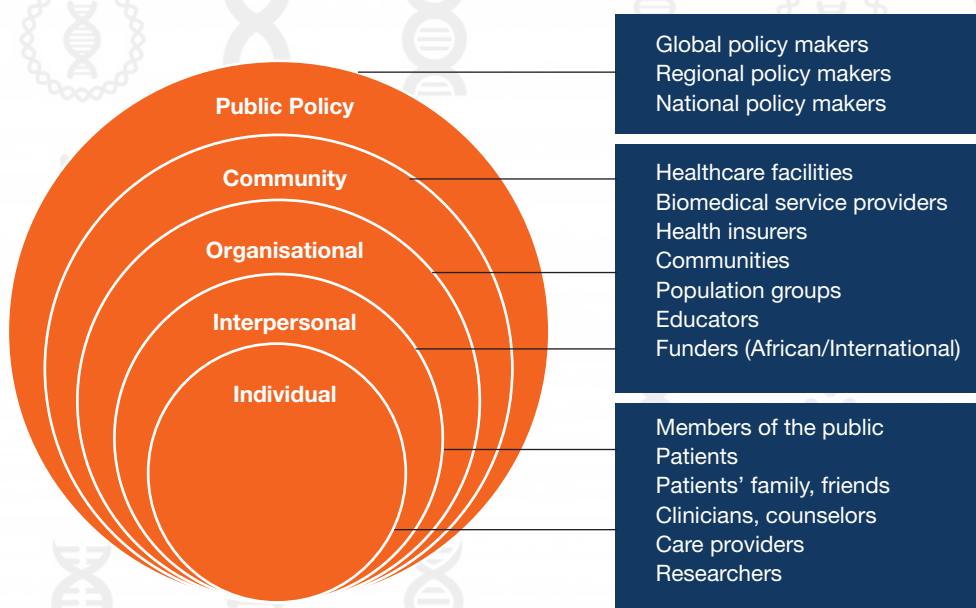 Public Policy
Community
Organisational
Interpersonal
Individual
Global policy makers
Regional policy makers
National policy makers
Healthcare facilities
Biomedical service providers
Health insurers
Communities
Population groups
Educators
Funders (African/International)
Members of the public
Patients
Patients’ family, friends
Clinicians, counselors
Care providers
Researchers